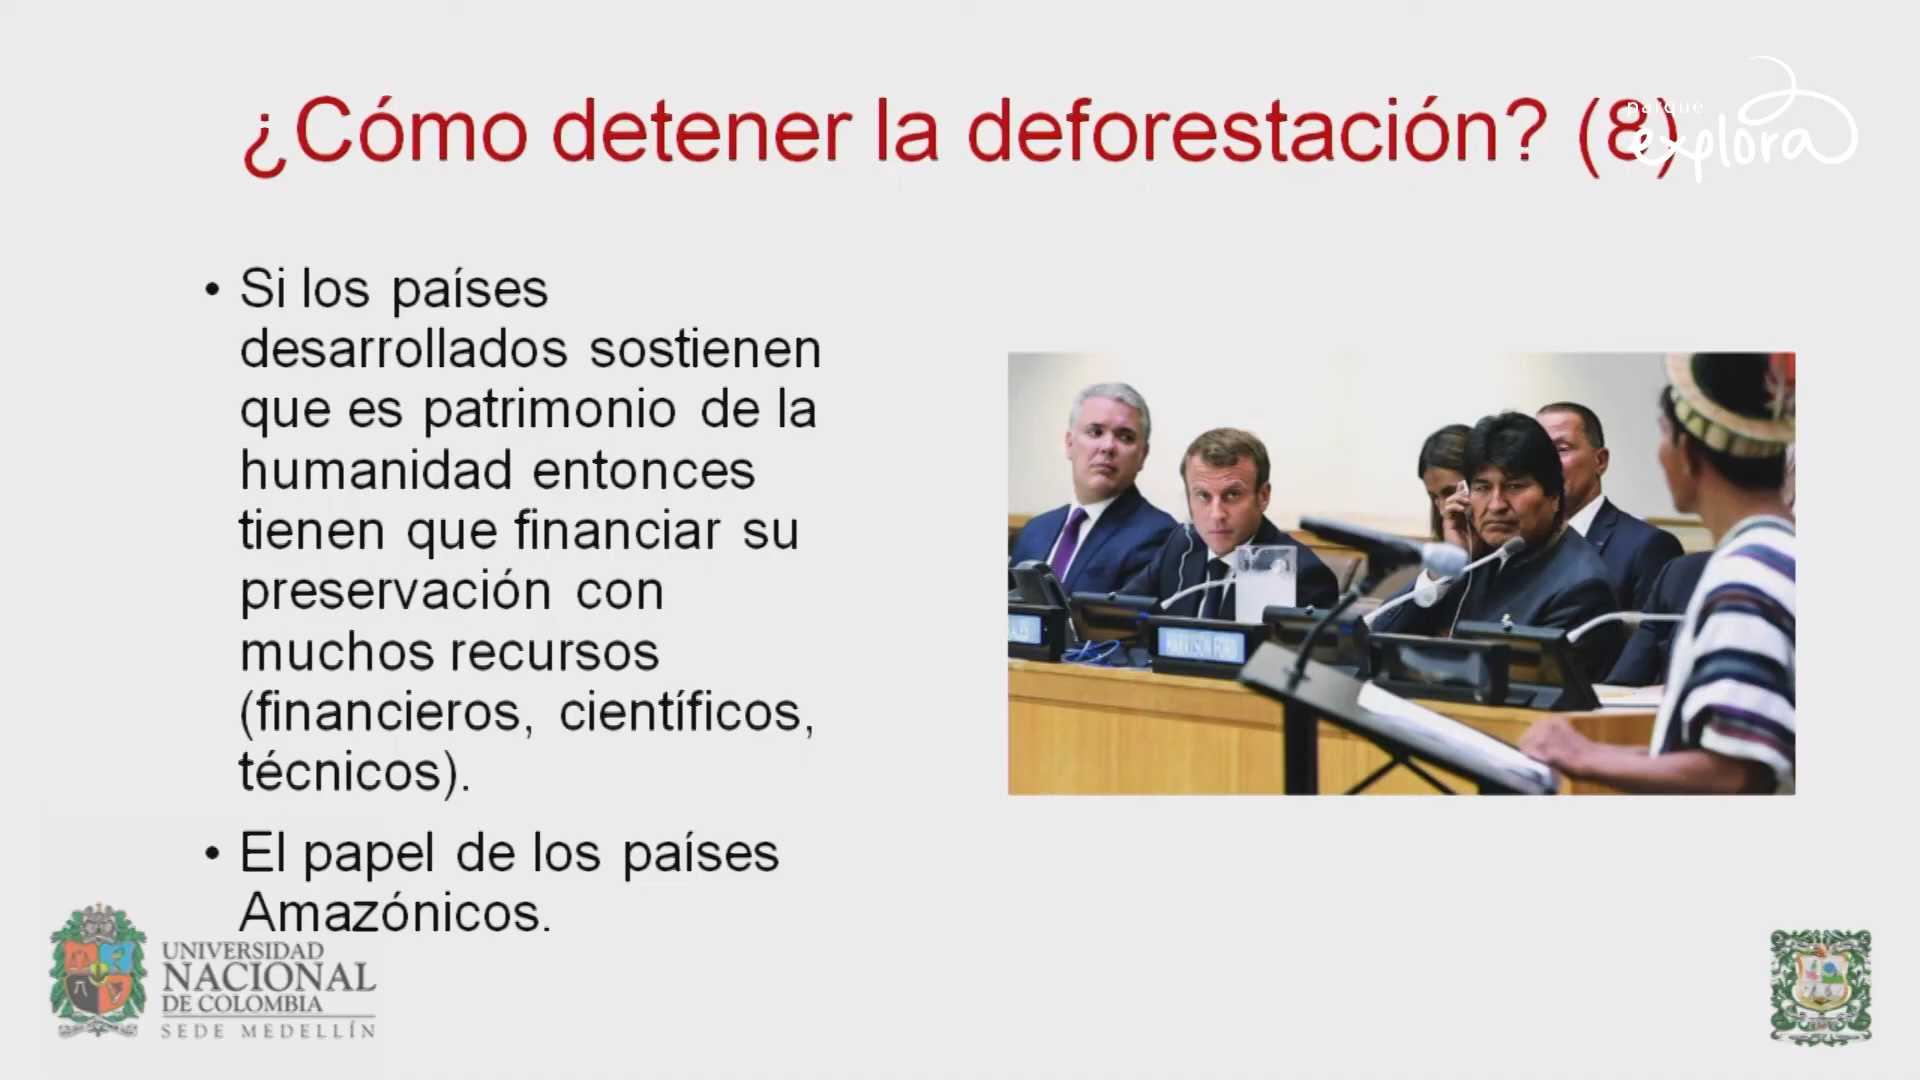 ¿Cómo detener la deforestación? (8)
parque
explora
• Si los países
desarrollados sostienen
que es patrimonio de la
humanidad entonces
tienen que financiar su
preservación con
muchos recursos
(financieros, científicos,
técnicos).
• El papel de los países
Amazónicos.
HARRISON FORD
UNIVERSIDAD
NACIONAL
DE COLOMBIA
SEDE MEDELLÍN